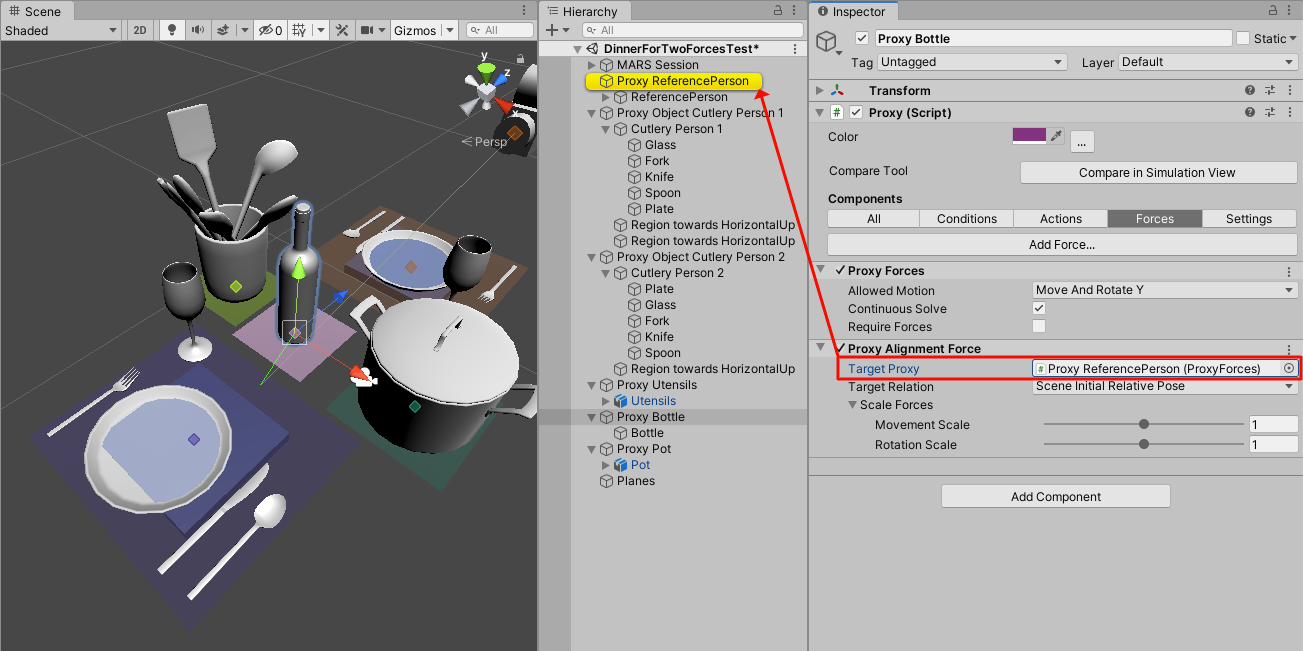 Scene
Shaded
2D
0
Gizmos
All
y
z
x
Persp
Hierarchy
All
DinnerForTwoForcesTest*
MARS Session
Proxy ReferencePerson
ReferencePerson
Proxy Object Cutlery Person 1
Cutlery Person 1
Glass
Fork
Knife
Spoon
Plate
Region towards HorizontalUp
Region towards HorizontalUp
Proxy Object Cutlery Person 2
Cutlery Person 2
Plate
Glass
Fork
Knife
Spoon
Region towards HorizontalUp
Proxy Utensils
Utensils
Proxy Bottle
Bottle
Proxy Pot
Pot
Planes
Inspector
Proxy Bottle Static
Tag Untagged Layer Default
Transform
# Proxy (Script)
Color ...
Compare Tool Compare in Simulation View
Components
All Conditions Actions Forces Settings
Add Force...
Proxy Forces
Allowed Motion Move And Rotate Y
Continuous Solve
Require Forces
Proxy Alignment Force
Target Proxy # Proxy ReferencePerson (ProxyForces)
Target Relation Scene Initial Relative Pose
Scale Forces
Movement Scale 1
Rotation Scale 1
Add Component